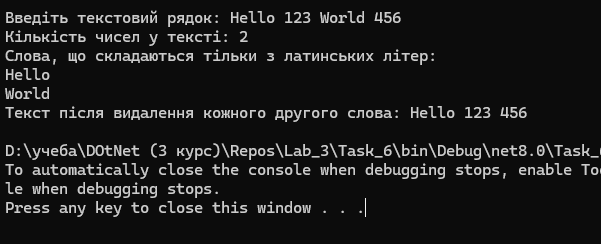 Введіть текстовий рядок: Hello 123 World 456
Кількість чисел у тексті: 2
Слова, що складаються тільки з латинських літер:
Hello
World
Текст після видалення кожного другого слова: Hello 123 456
D:\учеба\DOtNet (3 курс)\Repos\Lab_3\Task_6\bin\Debug\net8.0\Task_
To automatically close the console when debugging stops, enable
le when debugging stops.
Press any key to close this window . . .